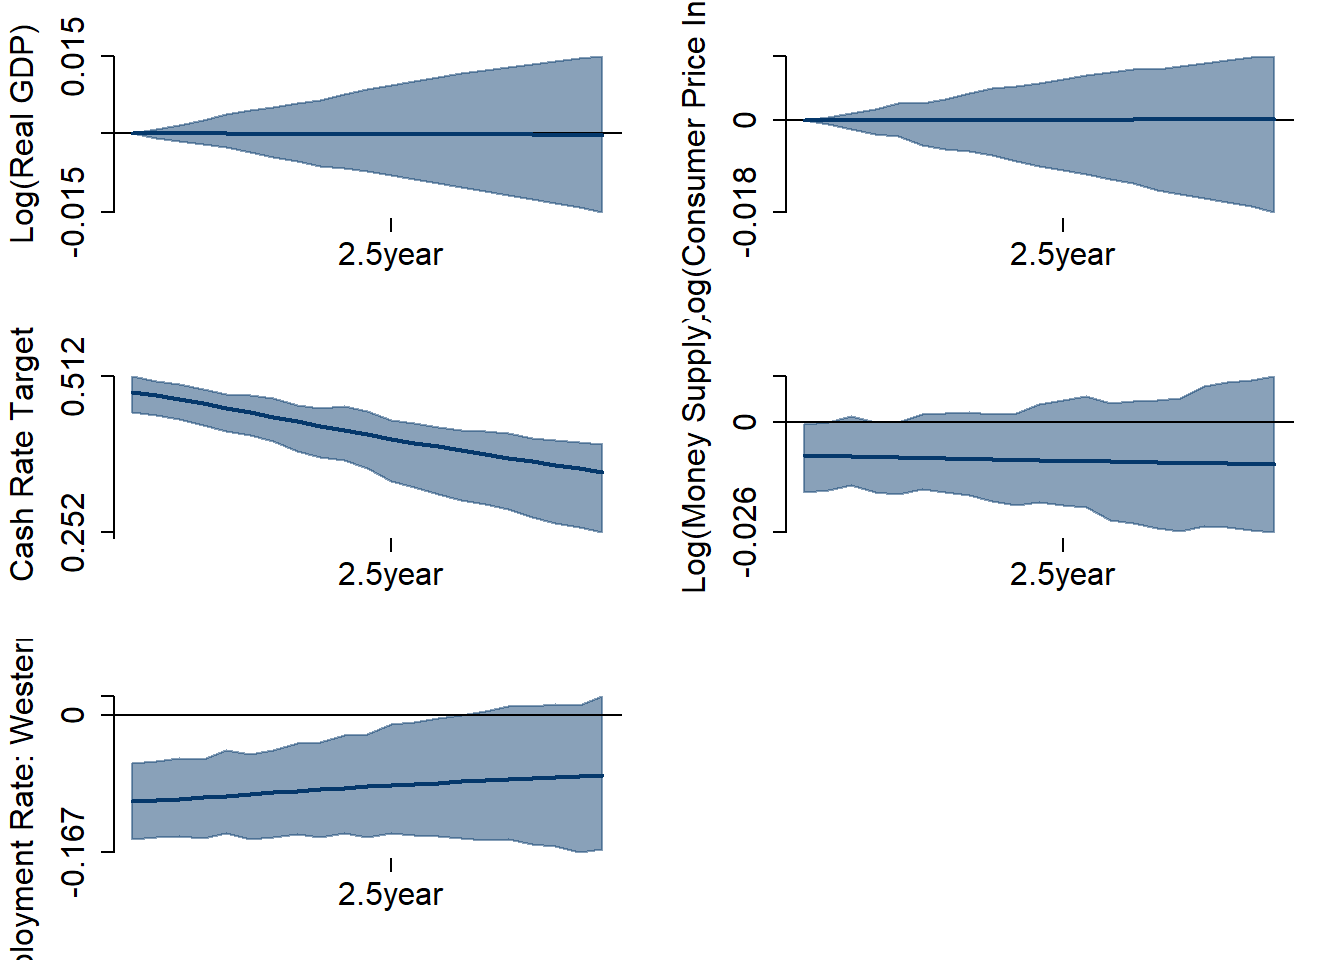 Log(Real GDP)
0.015
-0.015
2.5year
Log(Consumer Price In
0
-0.018
2.5year
Cash Rate Target
0.512
0.252
2.5year
Log(Money Supply)
0
-0.026
2.5year
ployment Rate: Wester
0
-0.167
2.5year